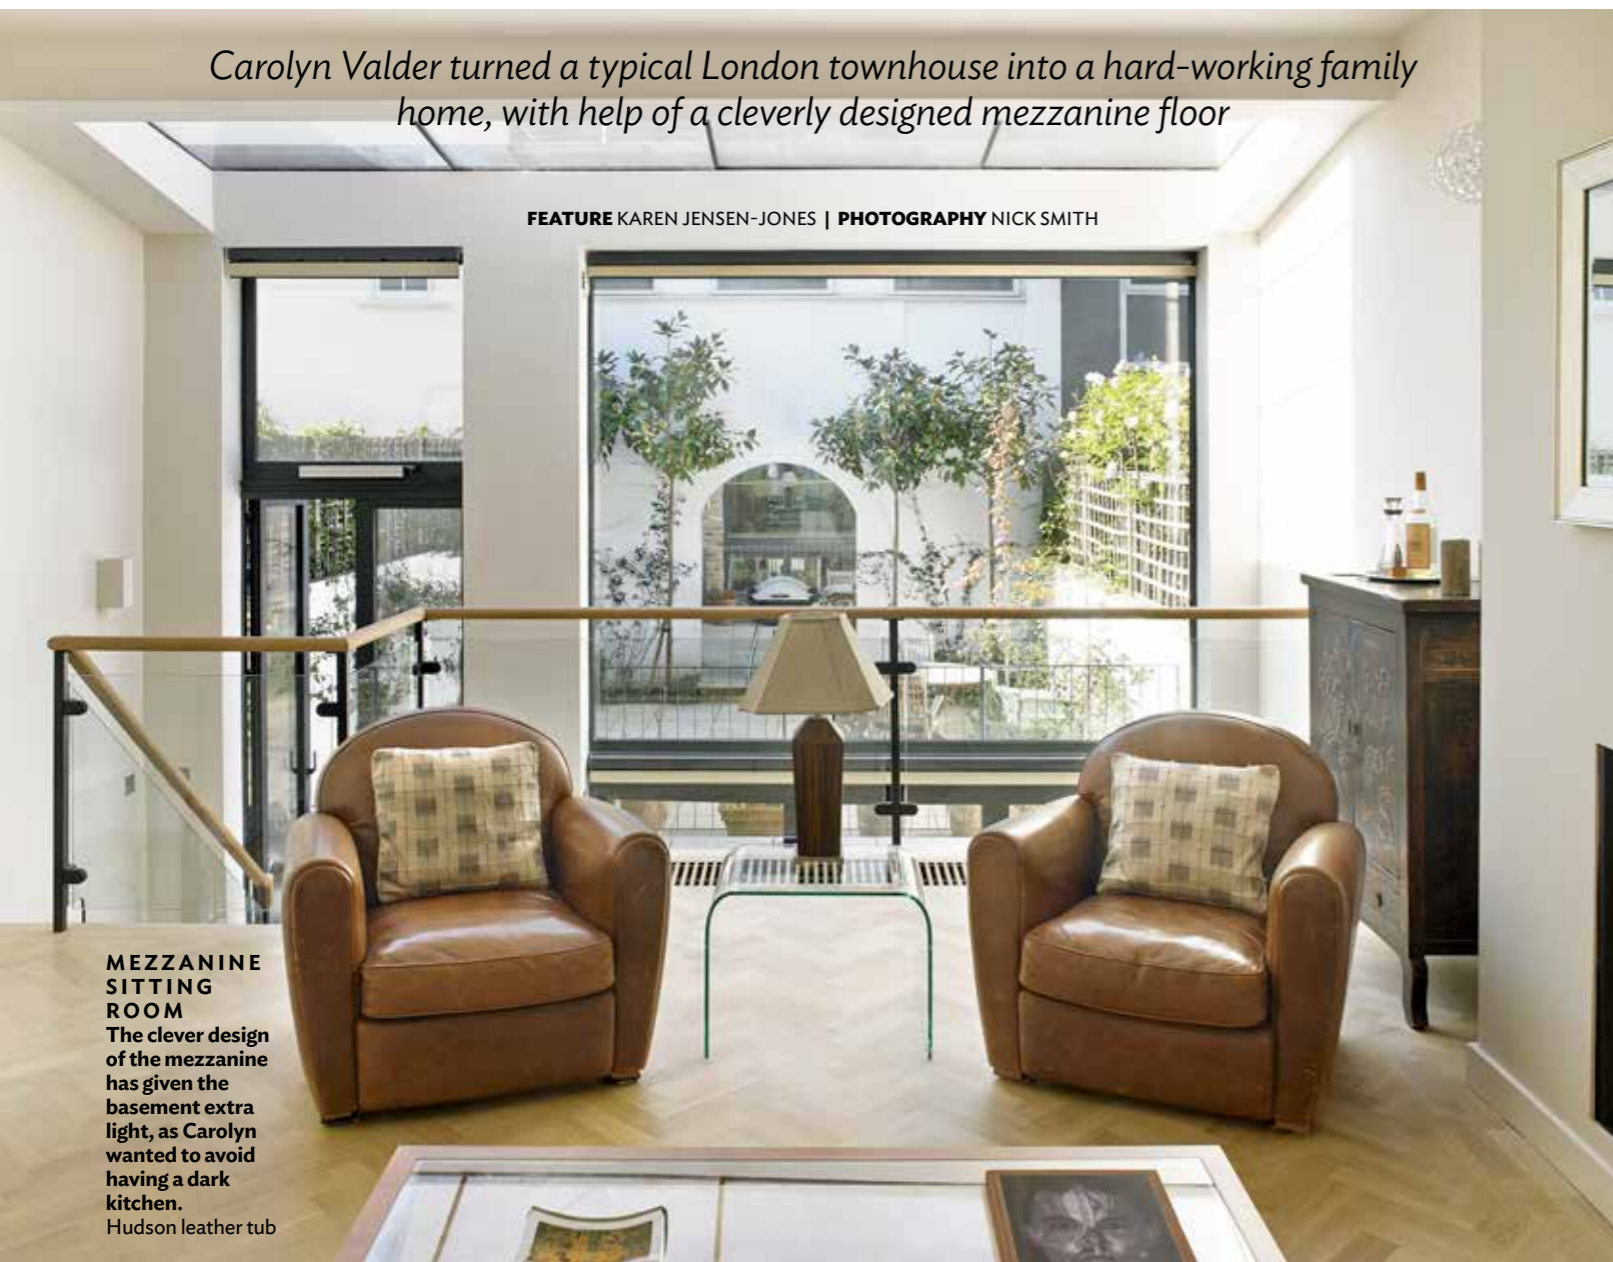 Carolyn Valder turned a typical London townhouse into a hard-working family
home, with help of a cleverly designed mezzanine floor
FEATURE KAREN JENSEN-JONES | PHOTOGRAPHY NICK SMITH
MEZZANINE
SITTING
ROOM
The clever design
of the mezzanine
has given the
basement extra
light, as Carolyn
wanted to avoid
having a dark
kitchen.
Hudson leather tub